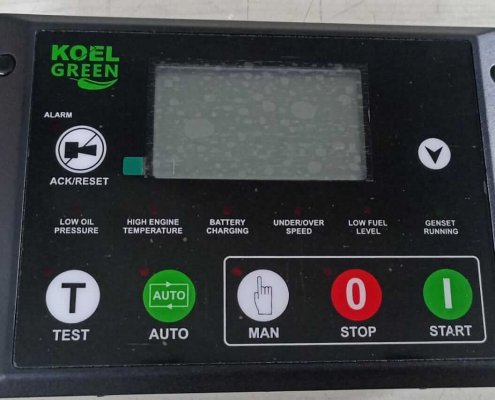 KOEL
GREEN
ALARM
ACK/RESET
LOW OIL
PRESSURE
HIGH ENGINE
TEMPERATURE
BATTERY
CHARGING
UNDER/OVER
SPEED
LOW FUEL
LEVEL
GENSET
RUNNING
T
AUTO
0
I
TEST
AUTO
MAN
STOP
START